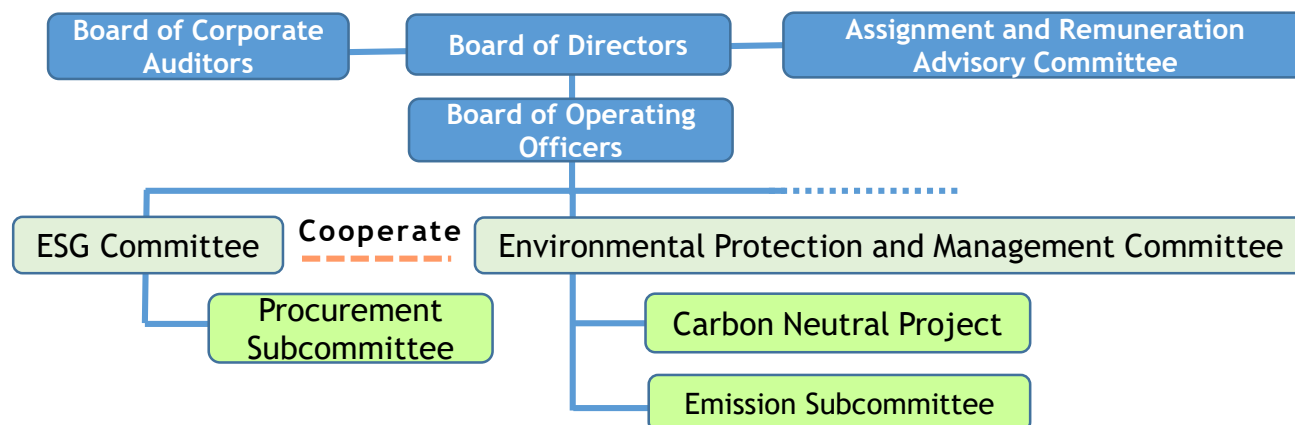 Board of Corporate
Auditors
Board of Directors
Assignment and Remuneration
Advisory Committee
Board of Operating
Officers
ESG Committee
Cooperate
Environmental Protection and Management Committee
Procurement
Subcommittee
Carbon Neutral Project
Emission Subcommittee